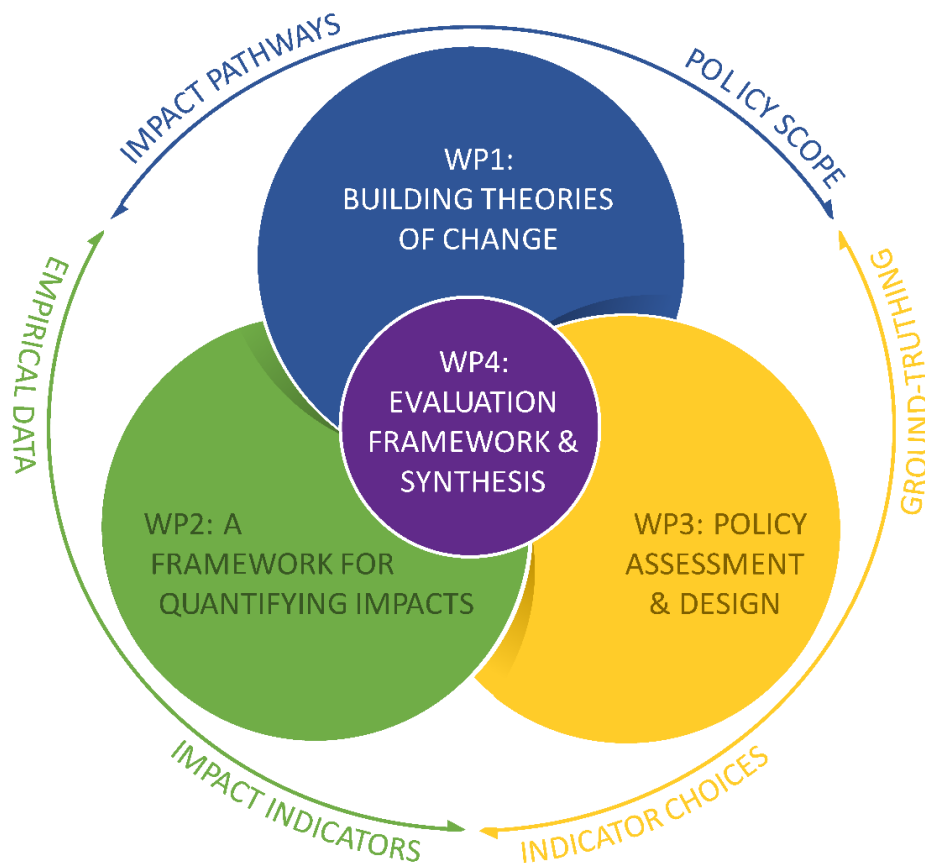 IMPACT PATHWAYS
POLICY SCOPE
WP1:
BUILDING THEORIES
OF CHANGE
EMPIRICAL DATA
GROUND-TRUTHING
WP4:
EVALUATION
FRAMEWORK &
SYNTHESIS
WP2: A
FRAMEWORK FOR
QUANTIFYING IMPACTS
WP3: POLICY
ASSESSMENT
& DESIGN
IMPACT INDICATORS
INDICATOR CHOICES